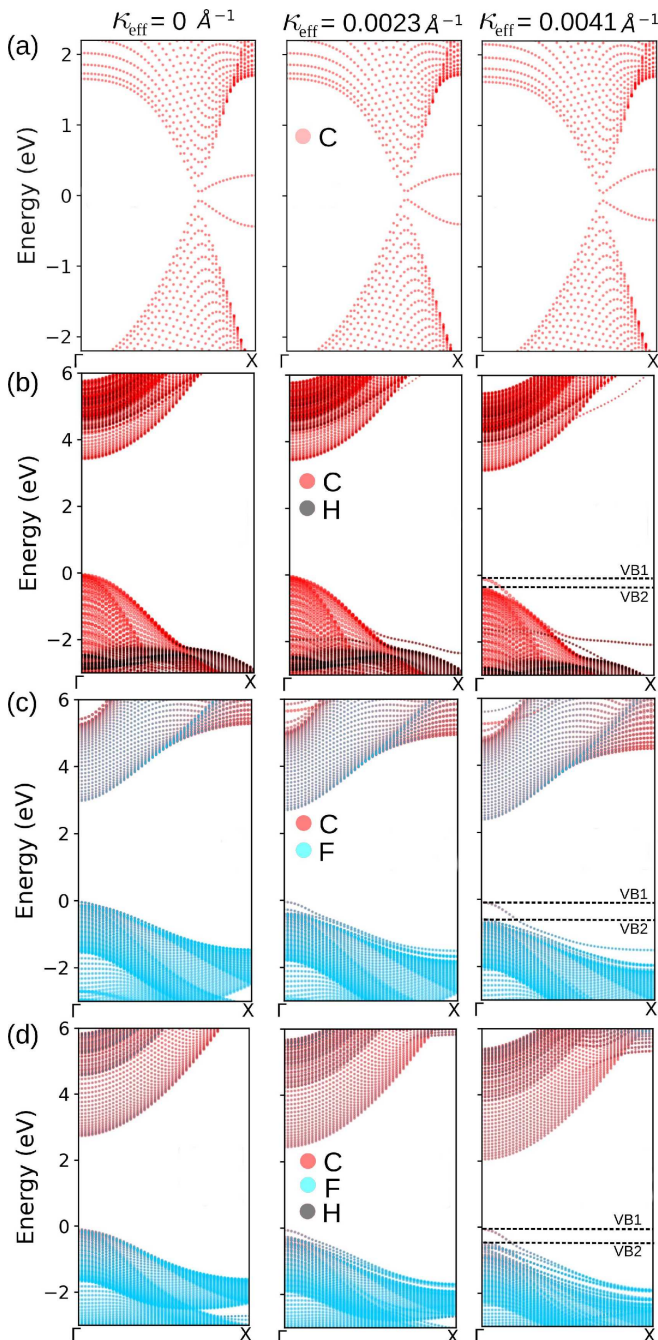 κeff = 0 Å⁻¹ κeff = 0.0023 Å⁻¹ κeff = 0.0041 Å⁻¹
(a)
Energy (eV)
2
1
0
−1
−2
C
Γ X Γ X Γ X
(b)
Energy (eV)
6
4
2
0
−2
C
H
VB1
VB2
Γ X Γ X Γ X
(c)
Energy (eV)
6
4
2
0
−2
C
F
VB1
VB2
Γ X Γ X Γ X
(d)
Energy (eV)
6
4
2
0
−2
C
F
H
VB1
VB2
Γ X Γ X Γ X